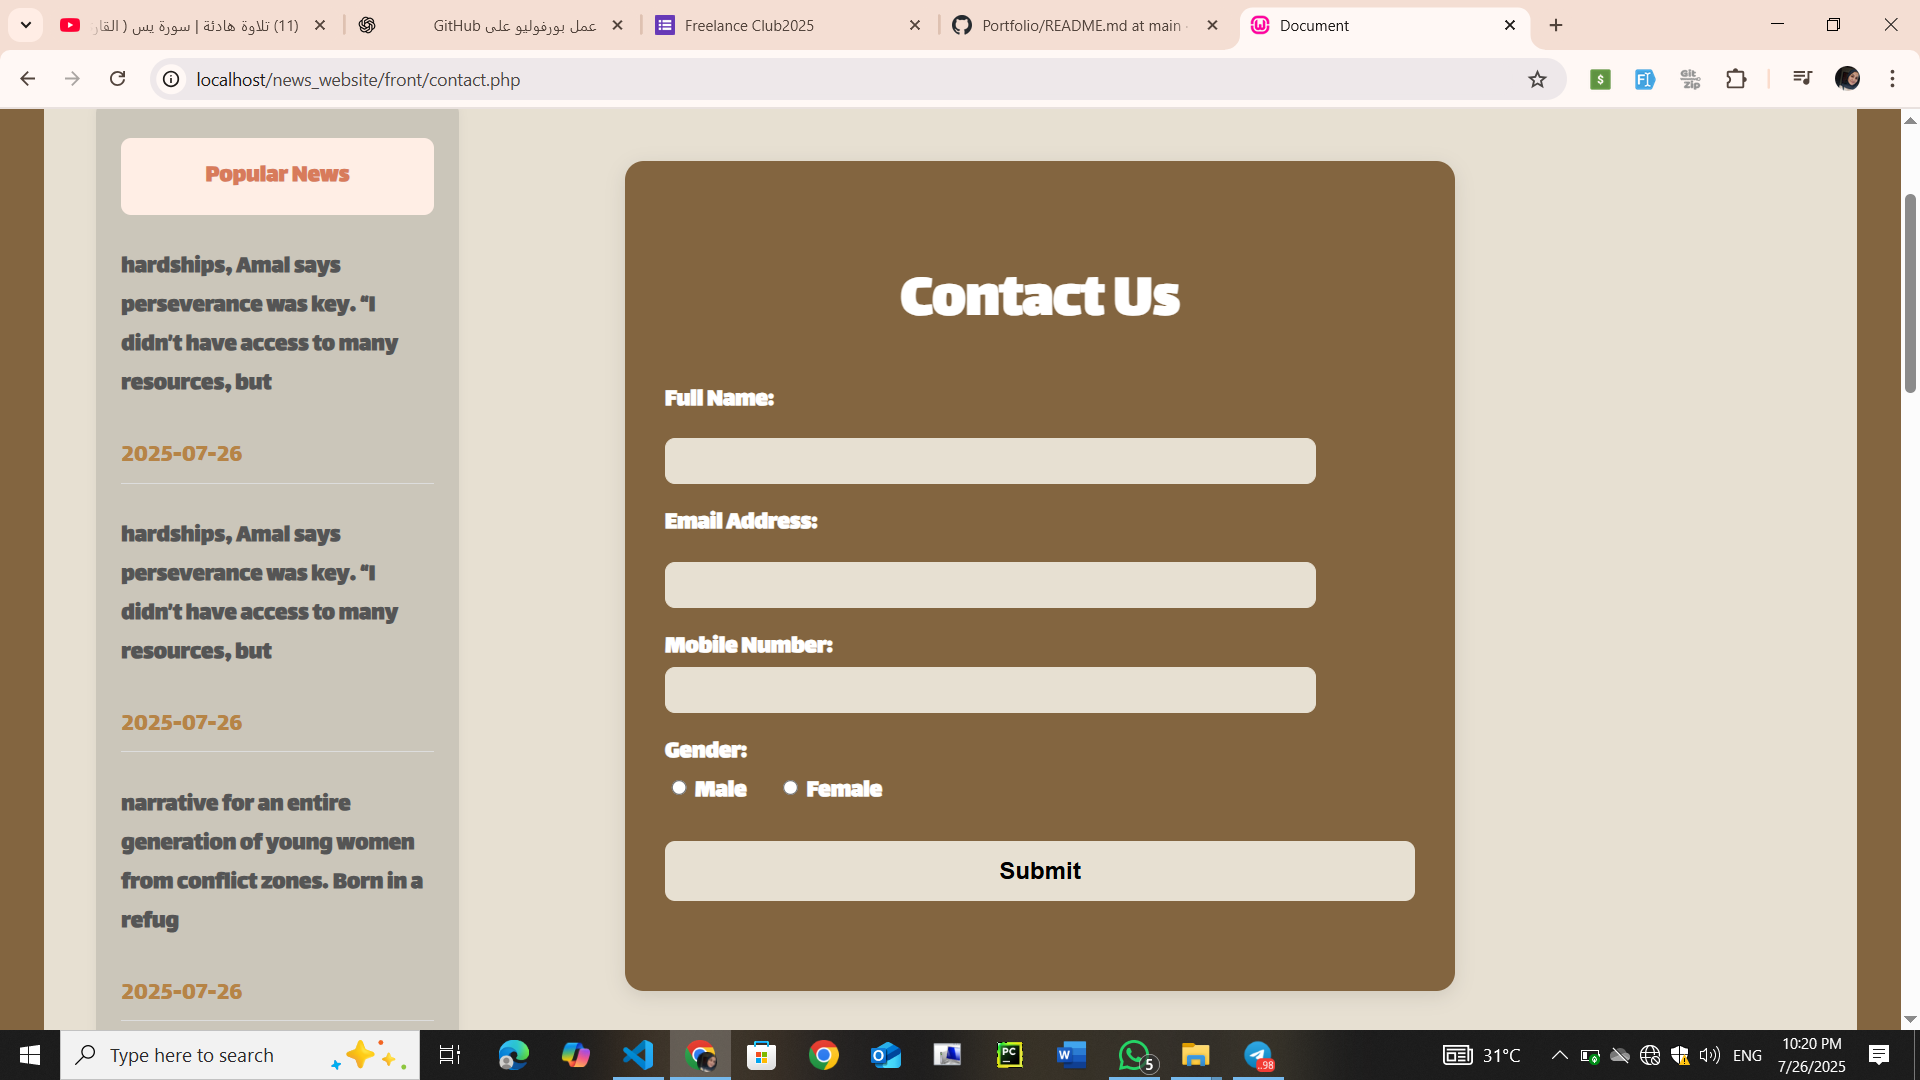 (11) تلاوة هادئة | سورة يس ( القار
عمل بورفوليو على GitHub
Freelance Club2025
Portfolio/README.md at main
Document
localhost/news_website/front/contact.php
Git
Zip
Popular News
hardships, Amal says
perseverance was key. “I
didn’t have access to many
resources, but
2025-07-26
hardships, Amal says
perseverance was key. “I
didn’t have access to many
resources, but
2025-07-26
narrative for an entire
generation of young women
from conflict zones. Born in a
refug
2025-07-26
Contact Us
Full Name:
Email Address:
Mobile Number:
Gender:
Male
Female
Submit
Type here to search
PC
5
..98
31°C
ENG
10:20 PM
7/26/2025